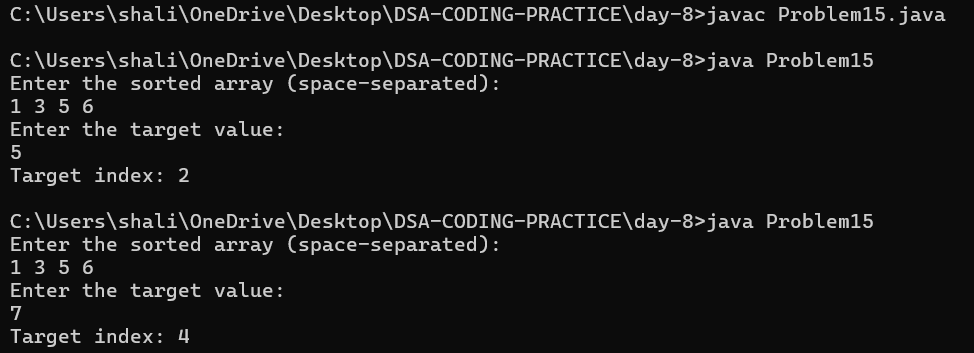 C:\Users\shali\OneDrive\Desktop\DSA-CODING-PRACTICE\day-8>javac Problem15.java
C:\Users\shali\OneDrive\Desktop\DSA-CODING-PRACTICE\day-8>java Problem15
Enter the sorted array (space-separated):
1 3 5 6
Enter the target value:
5
Target index: 2
C:\Users\shali\OneDrive\Desktop\DSA-CODING-PRACTICE\day-8>java Problem15
Enter the sorted array (space-separated):
1 3 5 6
Enter the target value:
7
Target index: 4